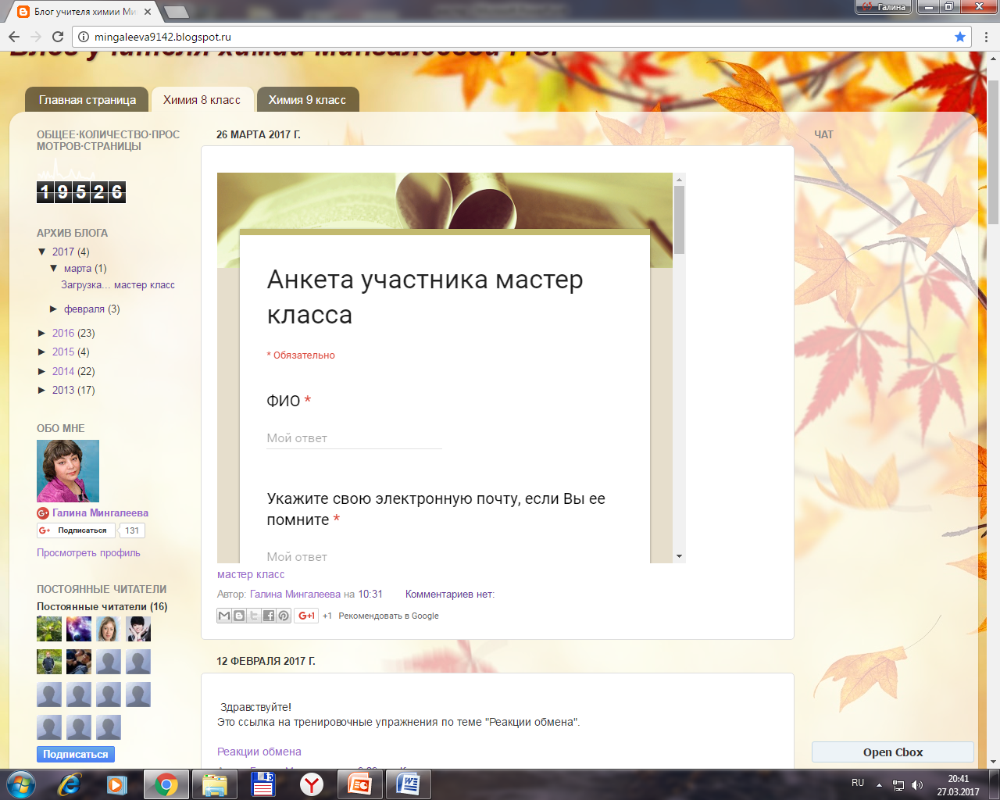 Блог учителя химии Ми
Галина
mingaleeva9142.blogspot.ru
Блог учителя химии Мингалеевой Г.З.
Главная страница
Химия 8 класс
Химия 9 класс
ОБЩЕЕ·КОЛИЧЕСТВО·ПРОС
МОТРОВ·СТРАНИЦЫ
19526
АРХИВ БЛОГА
▼ 2017 (4)
▼ марта (1)
Загрузка... мастер класс
► февраля (3)
► 2016 (23)
► 2015 (4)
► 2014 (22)
► 2013 (17)
ОБО МНЕ
G+ Галина Мингалеева
G+ Подписаться 131
Просмотреть профиль
ПОСТОЯННЫЕ ЧИТАТЕЛИ
Постоянные читатели (16)
Подписаться
26 МАРТА 2017 Г.
Анкета участника мастер
класса
* Обязательно
ФИО *
Мой ответ
Укажите свою электронную почту, если Вы ее
помните *
Мой ответ
мастер класс
Автор: Галина Мингалеева на 10:31 Комментариев нет:
G+1 +1 Рекомендовать в Google
12 ФЕВРАЛЯ 2017 Г.
Здравствуйте!
Это ссылка на тренировочные упражнения по теме "Реакции обмена".
Реакции обмена
ЧАТ
Open Cbox
RU
20:41
27.03.2017